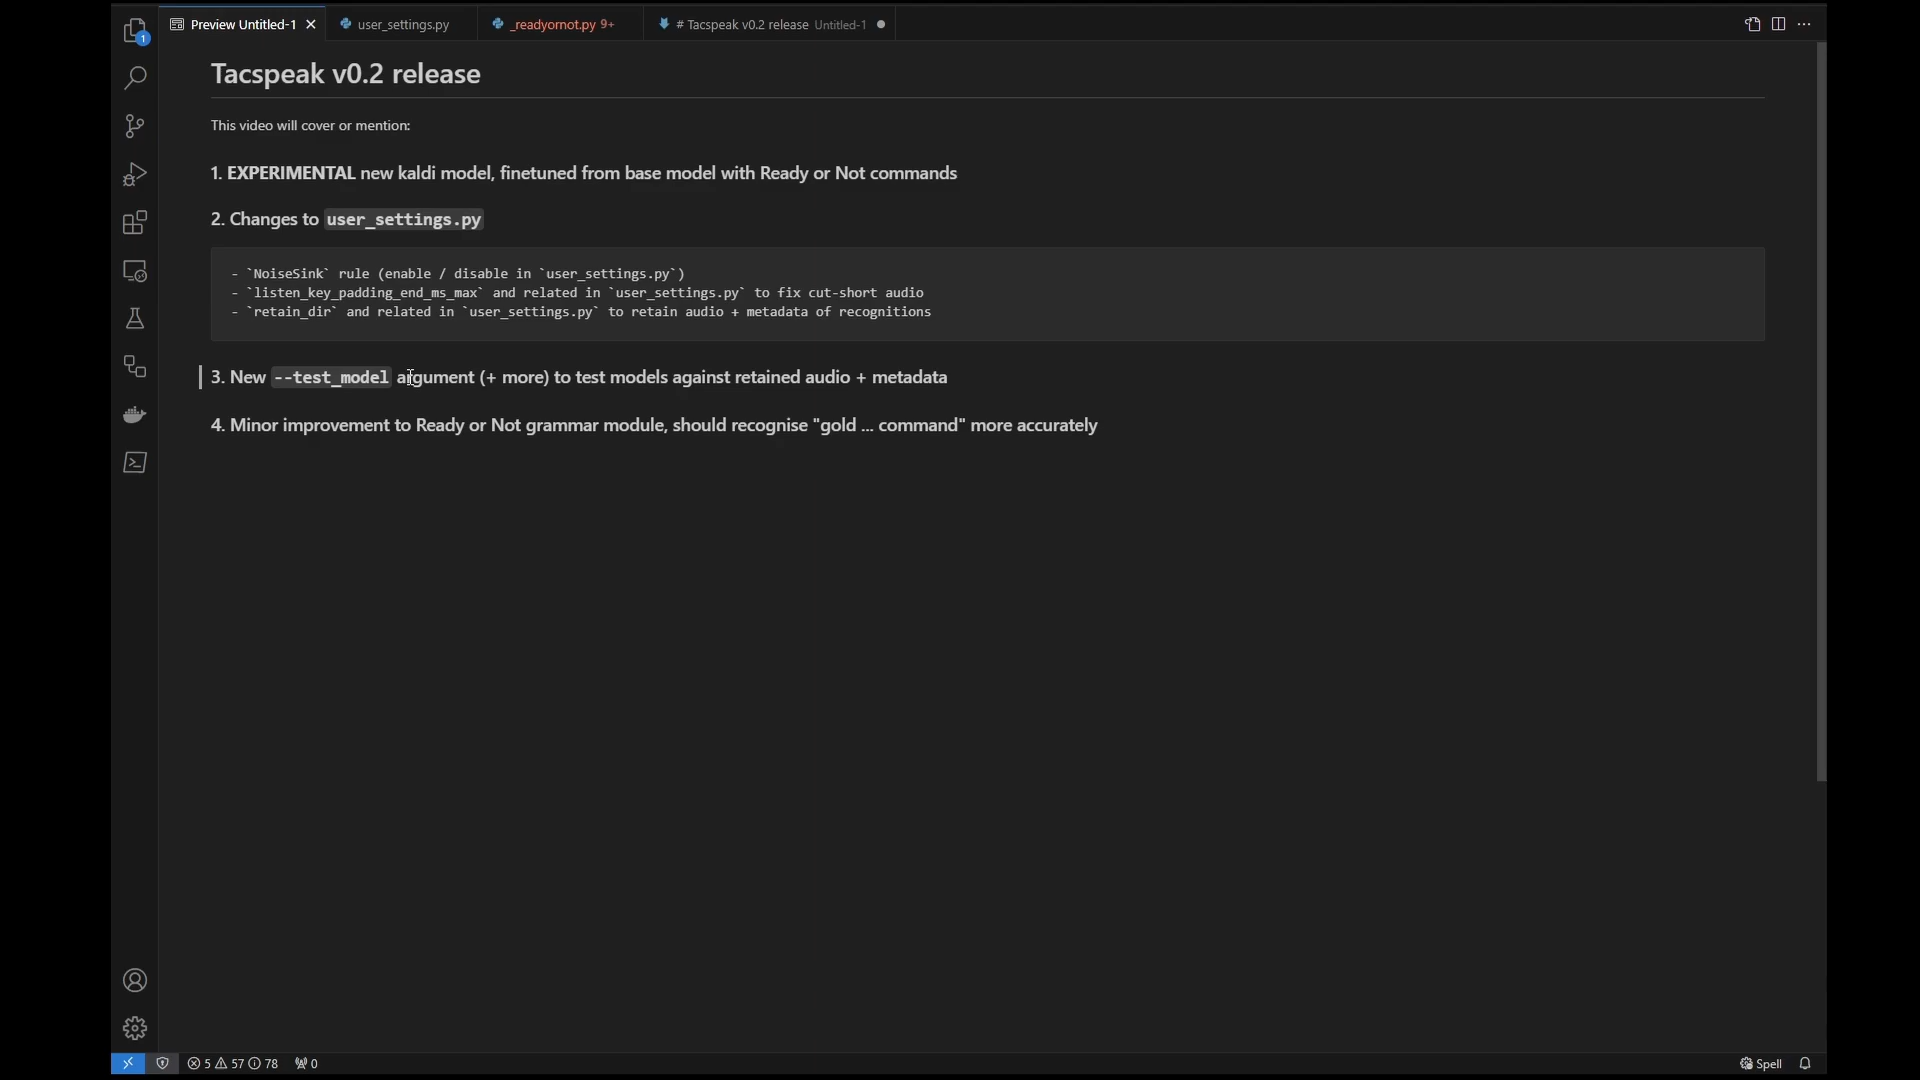 1
Preview Untitled-1
user_settings.py
_readyornot.py 9+
# Tacspeak v0.2 release Untitled-1
Tacspeak v0.2 release
This video will cover or mention:
1. EXPERIMENTAL new kaldi model, finetuned from base model with Ready or Not commands
2. Changes to user_settings.py
- `NoiseSink` rule (enable / disable in `user_settings.py`)
- `listen_key_padding_end_ms_max` and related in `user_settings.py` to fix cut-short audio
- `retain_dir` and related in `user_settings.py` to retain audio + metadata of recognitions
3. New --test_model argument (+ more) to test models against retained audio + metadata
4. Minor improvement to Ready or Not grammar module, should recognise "gold ... command" more accurately
5 57 78 0 Spell